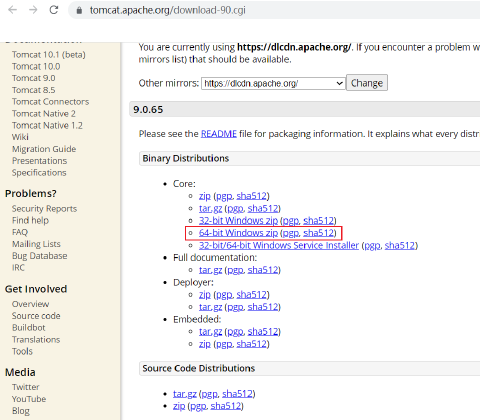 tomcat.apache.org/download-90.cgi
Tomcat 10.1 (beta)
Tomcat 10.0
Tomcat 9.0
Tomcat 8.5
Tomcat Connectors
Tomcat Native 2
Tomcat Native 1.2
Wiki
Migration Guide
Presentations
Specifications
Problems?
Security Reports
Find help
FAQ
Mailing Lists
Bug Database
IRC
Get Involved
Overview
Source code
Buildbot
Translations
Tools
Media
Twitter
YouTube
Blog
You are currently using https://dlcdn.apache.org/. If you encounter a problem w
mirrors list) that should be available.
Other mirrors: https://dlcdn.apache.org/ Change
9.0.65
Please see the README file for packaging information. It explains what every distr
Binary Distributions
Core:
zip (pgp, sha512)
tar.gz (pgp, sha512)
32-bit Windows zip (pgp, sha512)
64-bit Windows zip (pgp, sha512)
32-bit/64-bit Windows Service Installer (pgp, sha512)
Full documentation:
tar.gz (pgp, sha512)
Deployer:
zip (pgp, sha512)
tar.gz (pgp, sha512)
Embedded:
tar.gz (pgp, sha512)
zip (pgp, sha512)
Source Code Distributions
tar.gz (pgp, sha512)
zip (pgp, sha512)